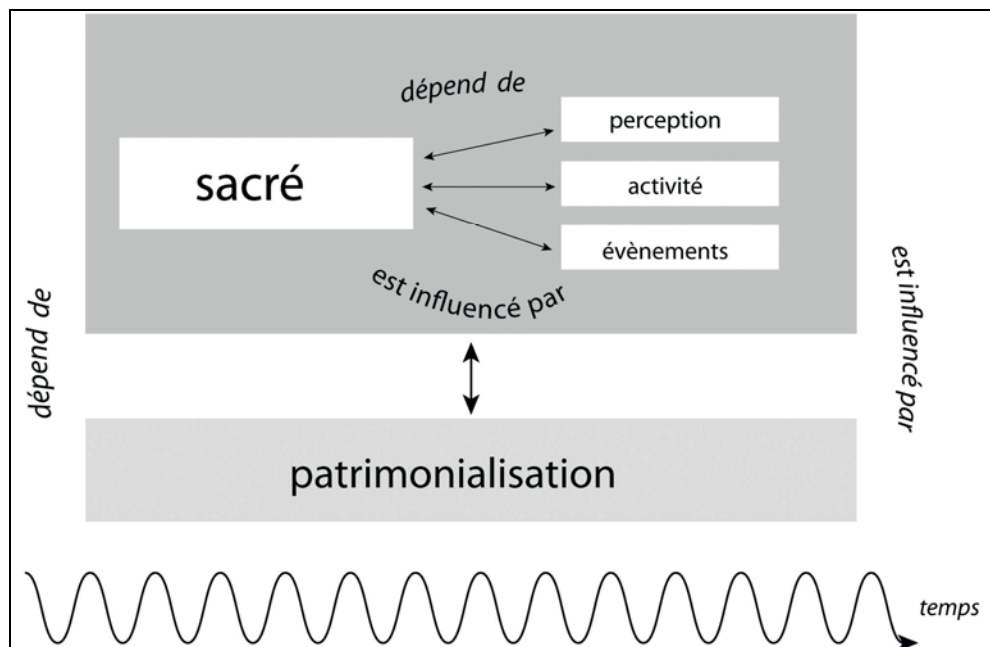 dépend de
perception
sacré
activité
évènements
est influencé par
dépend de
est influencé par
patrimonialisation
temps